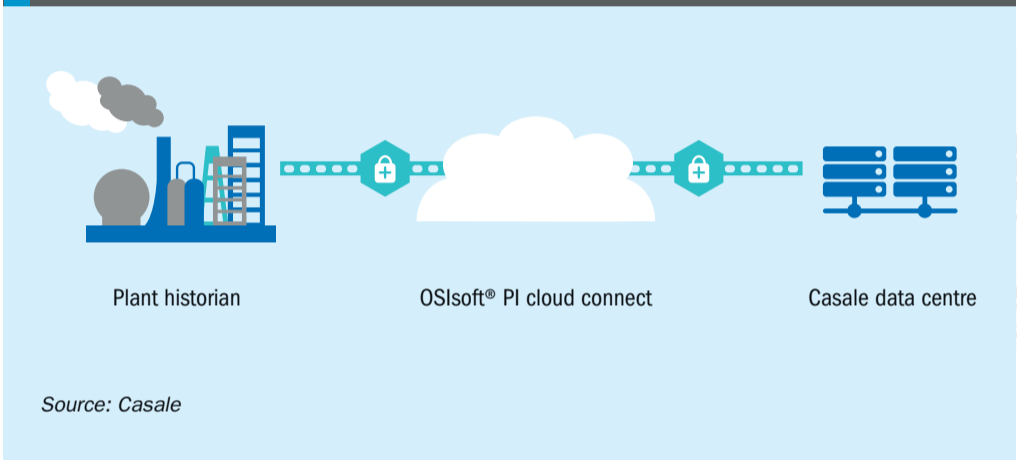 Plant historian
OSIsoft® PI cloud connect
Casale data centre
Source: Casale